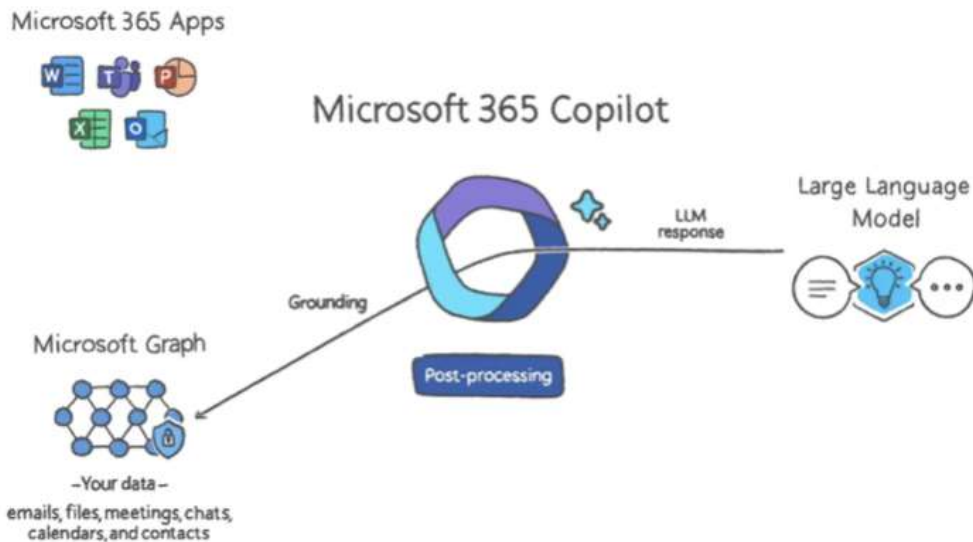 Microsoft 365 Apps
W
T
P
X
O
Microsoft 365 Copilot
Large Language
Model
LLM
response
Grounding
Microsoft Graph
Post-processing
-Your data-
emails, files, meetings, chats,
calendars, and contacts